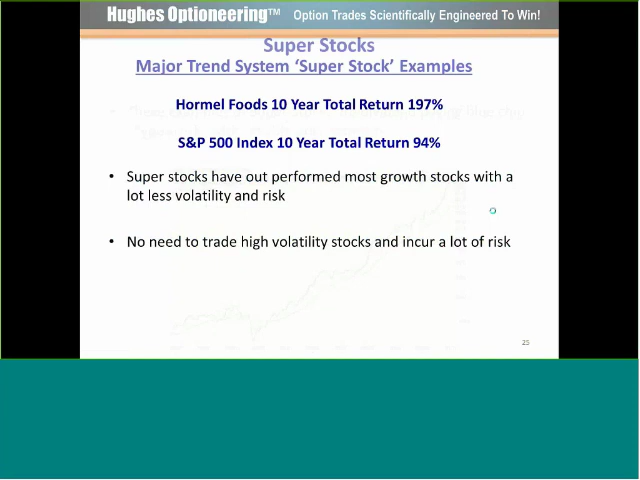 Hughes Optioneering™ Option Trades Scientifically Engineered To Win!
Super Stocks
Major Trend System ‘Super Stock’ Examples
Hormel Foods 10 Year Total Return 197%
S&P 500 Index 10 Year Total Return 94%
• Super stocks have out performed most growth stocks with a
lot less volatility and risk
• No need to trade high volatility stocks and incur a lot of risk
25